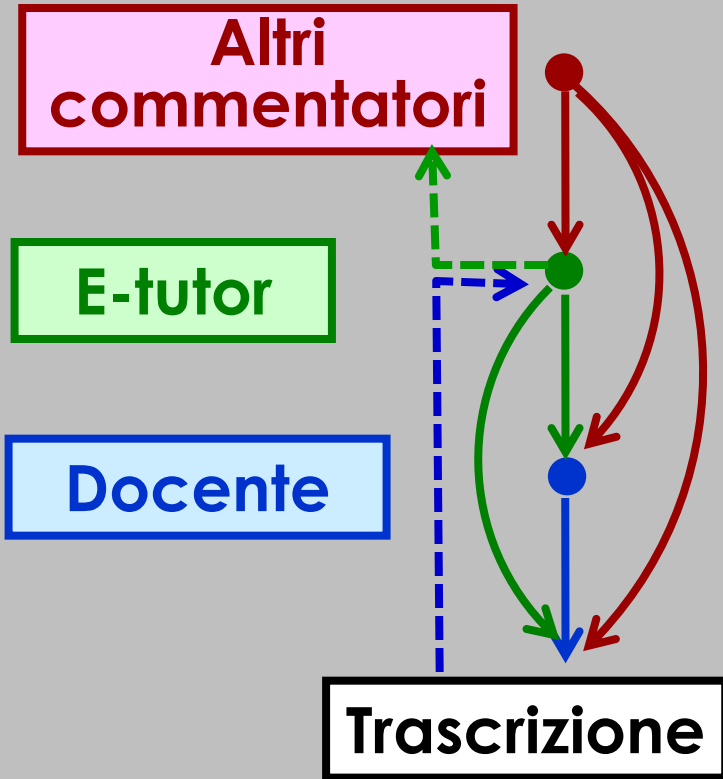 Altri
commentatori
E-tutor
Docente
Trascrizione